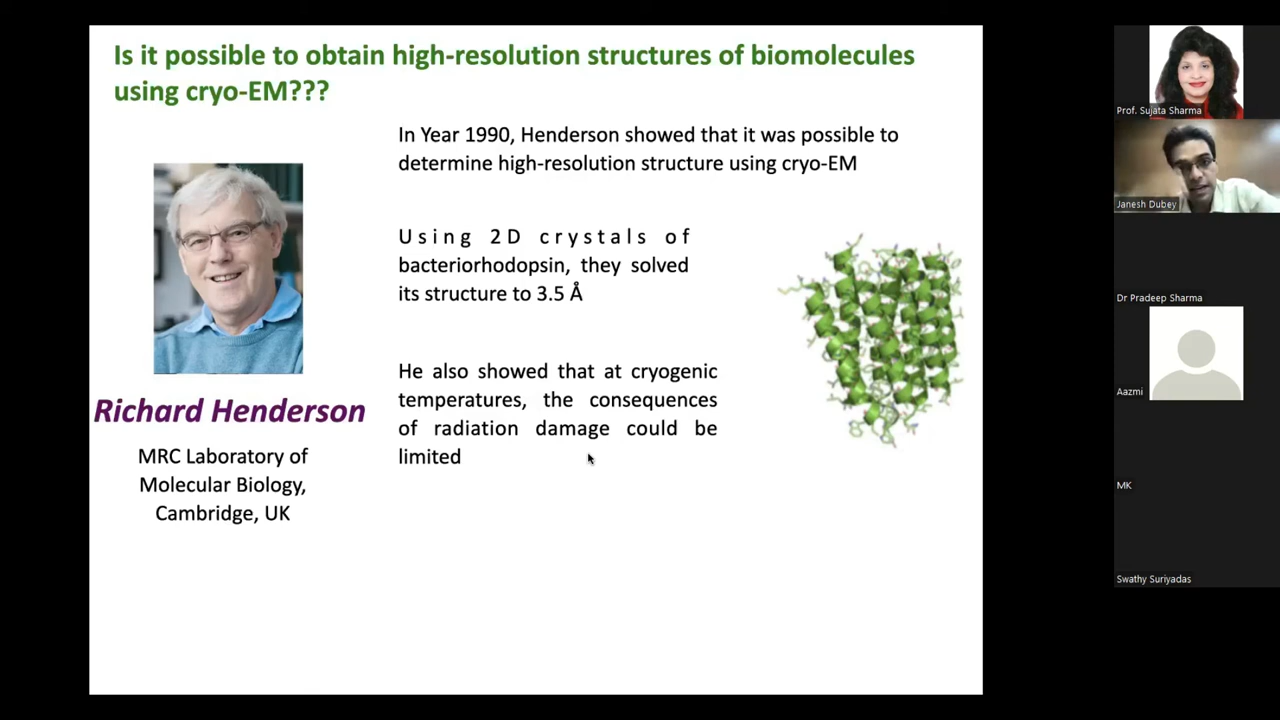 Is it possible to obtain high-resolution structures of biomolecules
using cryo-EM???
In Year 1990, Henderson showed that it was possible to
determine high-resolution structure using cryo-EM
Using 2D crystals of
bacteriorhodopsin, they solved
its structure to 3.5 Å
He also showed that at cryogenic
temperatures, the consequences
of radiation damage could be
limited
Richard Henderson
MRC Laboratory of
Molecular Biology,
Cambridge, UK
Prof. Sujata Sharma
Janesh Dubey
Dr Pradeep Sharma
Aazmi
MK
Swathy Suriyadas